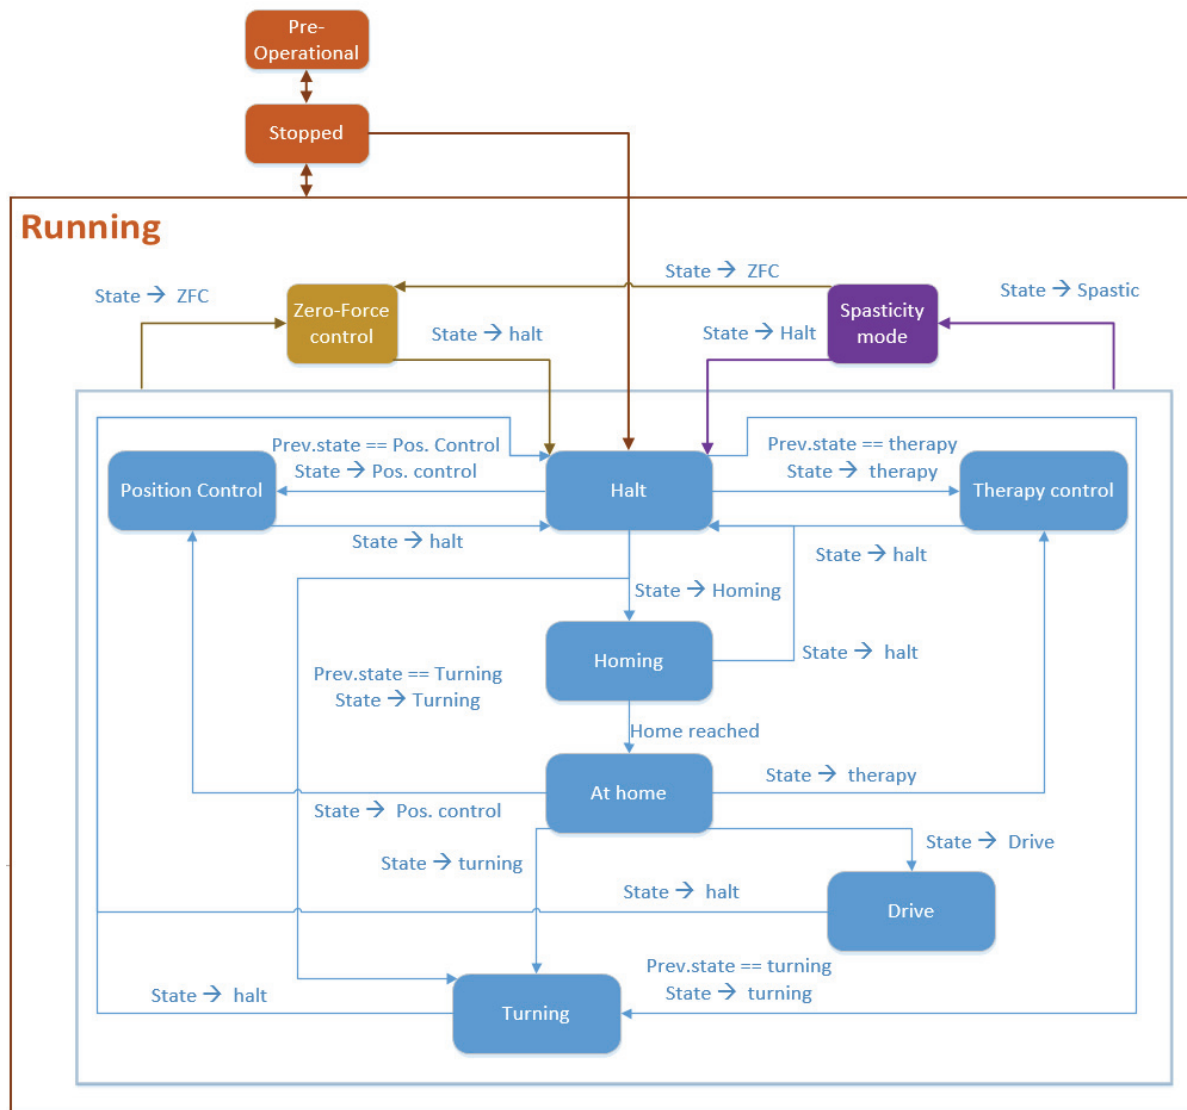 Pre-
Operational
Stopped
Running
State → ZFC
State → ZFC
State → Spastic
Zero-Force
control
State → halt
State → Halt
Spasticity
mode
Prev.state == Pos. Control
State → Pos. control
Prev.state == therapy
State → therapy
Position Control
Halt
Therapy control
State → halt
State → halt
State → Homing
Homing
State → halt
Prev.state == Turning
State → Turning
Home reached
At home
State → therapy
State → Pos. control
State → turning
State → Drive
State → halt
Drive
Prev.state == turning
State → turning
State → halt
Turning